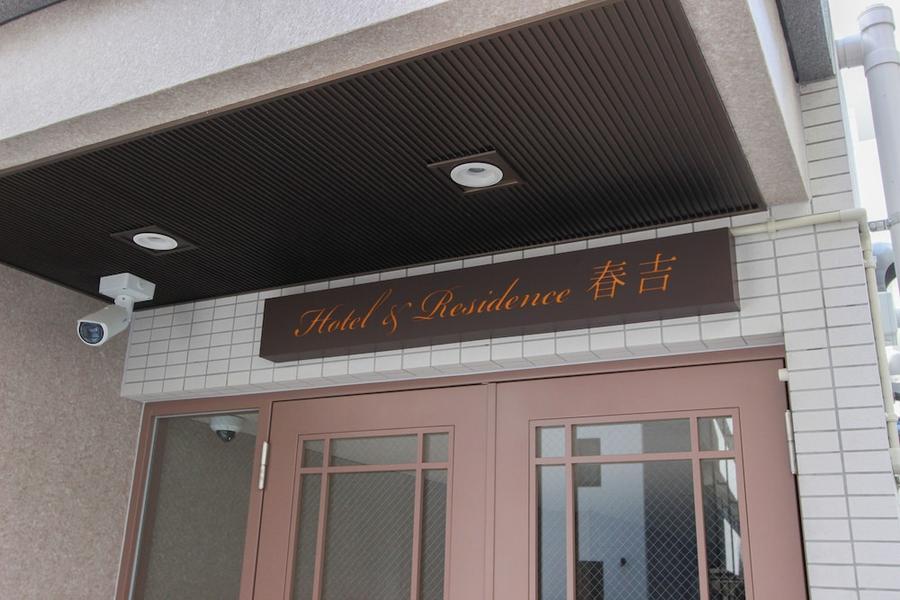 Hotel & Residence 春吉